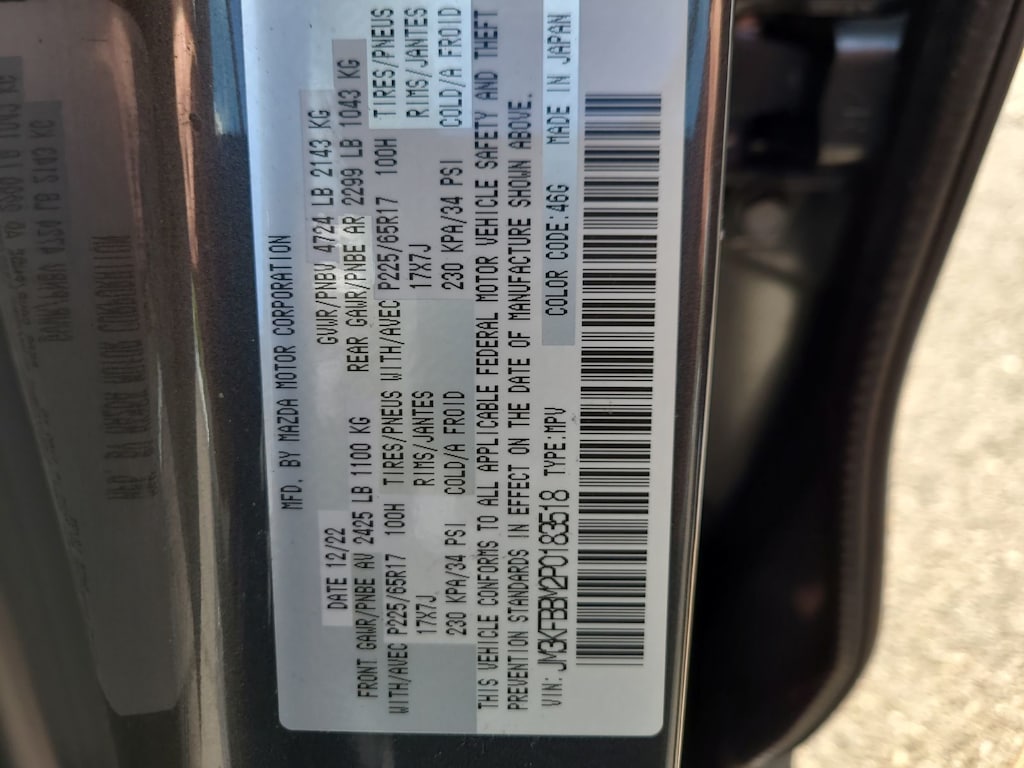 MFD. BY MAZDA MOTOR CORPORATION
DATE 12/22 GVWR/PNBV 4724 LB 2143 KG
FRONT GAWR/PNBE AV 2425 LB 1100 KG REAR GAWR/PNBE AR 2299 LB 1043 KG
WITH/AVEC P225/65R17 100H TIRES/PNEUS WITH/AVEC P225/65R17 100H TIRES/PNEUS
17X7J RIMS/JANTES 17X7J RIMS/JANTES
230 KPA/34 PSI COLD/A FROID 230 KPA/34 PSI COLD/A FROID
THIS VEHICLE CONFORMS TO ALL APPLICABLE FEDERAL MOTOR VEHICLE SAFETY AND THEFT
PREVENTION STANDARDS IN EFFECT ON THE DATE OF MANUFACTURE SHOWN ABOVE.
VIN: JM3KFBBM2P0183518 TYPE:MPV COLOR CODE:46G MADE IN JAPAN